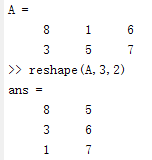 A =
8 1 6
3 5 7
>> reshape(A,3,2)
ans =
8 5
3 6
1 7